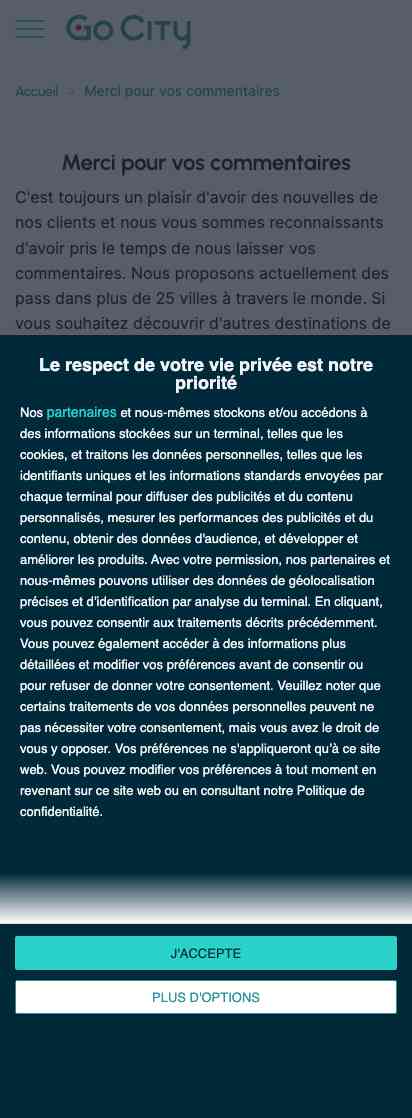 Go City
Accueil > Merci pour vos commentaires
Merci pour vos commentaires
C'est toujours un plaisir d'avoir des nouvelles de
nos clients et nous vous sommes reconnaissants
d'avoir pris le temps de nous laisser vos
commentaires. Nous proposons actuellement des
pass dans plus de 25 villes à travers le monde. Si
vous souhaitez découvrir d'autres destinations de
Le respect de votre vie privée est notre
priorité
Nos partenaires et nous-mêmes stockons et/ou accédons à
des informations stockées sur un terminal, telles que les
cookies, et traitons les données personnelles, telles que les
identifiants uniques et les informations standards envoyées par
chaque terminal pour diffuser des publicités et du contenu
personnalisés, mesurer les performances des publicités et du
contenu, obtenir des données d'audience, et développer et
améliorer les produits. Avec votre permission, nos partenaires et
nous-mêmes pouvons utiliser des données de géolocalisation
précises et d'identification par analyse du terminal. En cliquant,
vous pouvez consentir aux traitements décrits précédemment.
Vous pouvez également accéder à des informations plus
détaillées et modifier vos préférences avant de consentir ou
pour refuser de donner votre consentement. Veuillez noter que
certains traitements de vos données personnelles peuvent ne
pas nécessiter votre consentement, mais vous avez le droit de
vous y opposer. Vos préférences ne s'appliqueront qu'à ce site
web. Vous pouvez modifier vos préférences à tout moment en
revenant sur ce site web ou en consultant notre Politique de
confidentialité.
J'ACCEPTE
PLUS D'OPTIONS